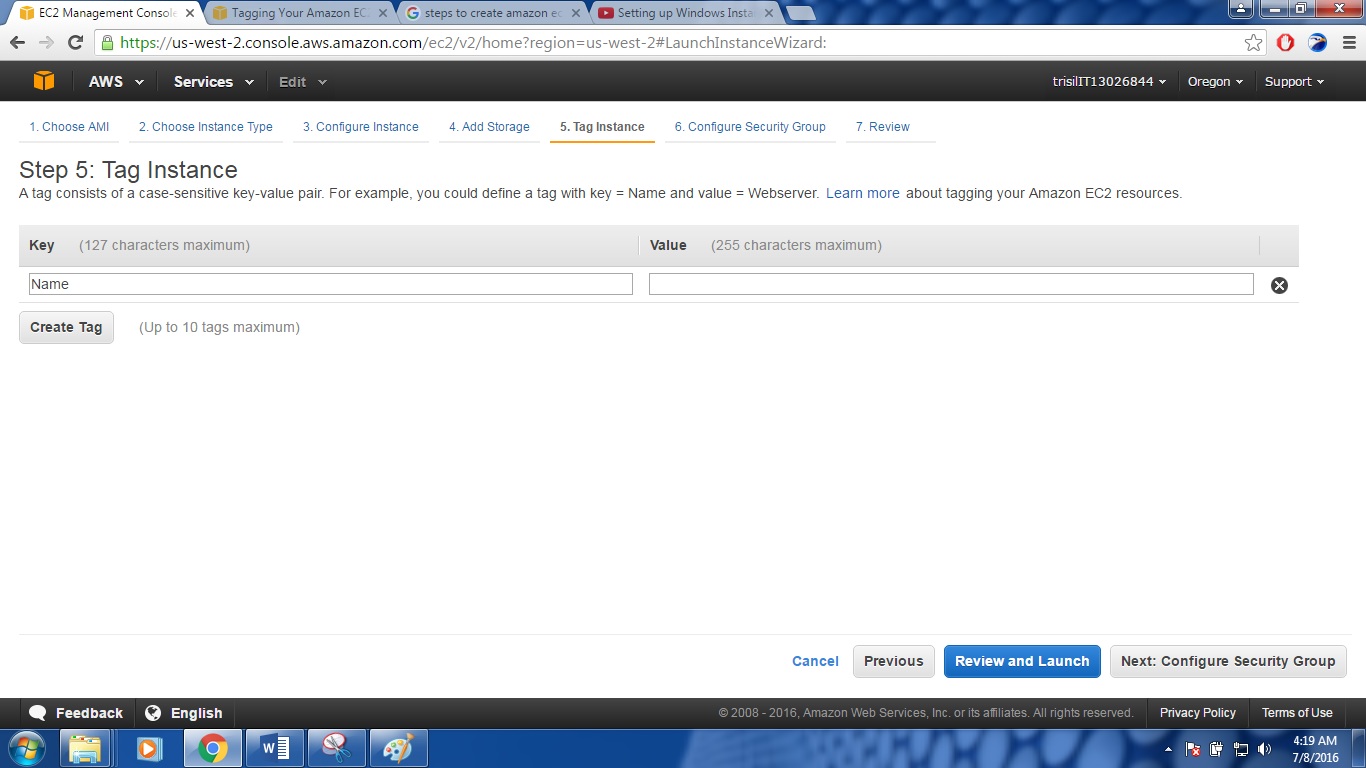 EC2 Management Console
Tagging Your Amazon EC2
steps to create amazon ec
Setting up Windows Insta
https://us-west-2.console.aws.amazon.com/ec2/v2/home?region=us-west-2#LaunchInstanceWizard:
AWS Services Edit trisilIT13026844 Oregon Support
1. Choose AMI 2. Choose Instance Type 3. Configure Instance 4. Add Storage 5. Tag Instance 6. Configure Security Group 7. Review
Step 5: Tag Instance
A tag consists of a case-sensitive key-value pair. For example, you could define a tag with key = Name and value = Webserver. Learn more about tagging your Amazon EC2 resources.
Key (127 characters maximum) Value (255 characters maximum)
Name
Create Tag (Up to 10 tags maximum)
Cancel Previous Review and Launch Next: Configure Security Group
Feedback English © 2008 - 2016, Amazon Web Services, Inc. or its affiliates. All rights reserved. Privacy Policy Terms of Use
4:19 AM
7/8/2016